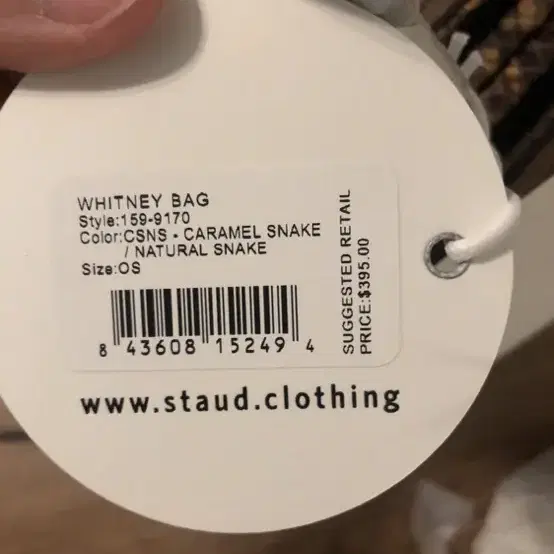 WHITNEY BAG
Style:159-9170
Color:CSNS - CARAMEL SNAKE
/ NATURAL SNAKE
Size:OS
8 43608 15249 4
SUGGESTED RETAIL
PRICE:$395.00
www.staud.clothing